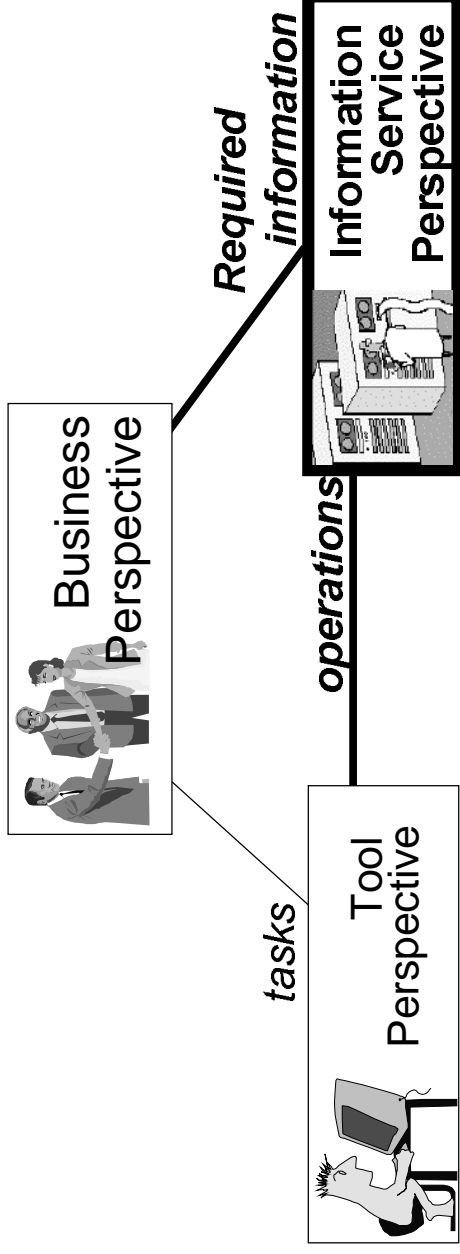 Business
Perspective
tasks
Required
information
Tool
Perspective
operations
Information
Service
Perspective